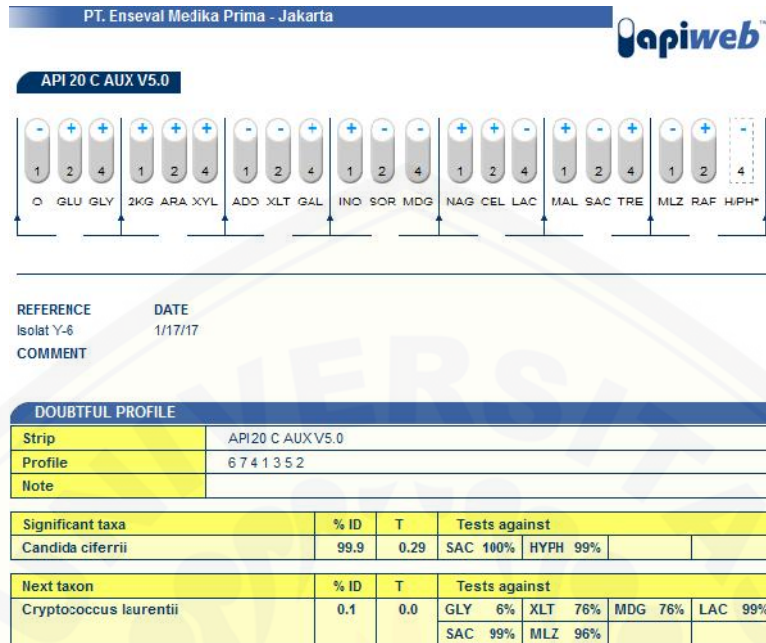 PT. Enseval Medika Prima - Jakarta
apiweb™
API 20 C AUX V5.0
- + + + + + - - + + - - + + - + - + - + -
1 2 4 1 2 4 1 2 4 1 2 4 1 2 4 1 2 4 1 2 4
O GLU GLY 2KG ARA XYL ADO XLT GAL INO SOR MDG NAG CEL LAC MAL SAC TRE MLZ RAF HYPH*
REFERENCE DATE
Isolat Y-6 1/17/17
COMMENT
DOUBTFUL PROFILE
Strip API 20 C AUX V5.0
Profile 6 7 4 1 3 5 2
Note
Significant taxa % ID T Tests against
Candida ciferrii 99.9 0.29 SAC 100% HYPH 99%
Next taxon % ID T Tests against
Cryptococcus laurentii 0.1 0.0 GLY 6% XLT 76% MDG 76% LAC 99%
SAC 99% MLZ 96%
UNIVERSITA